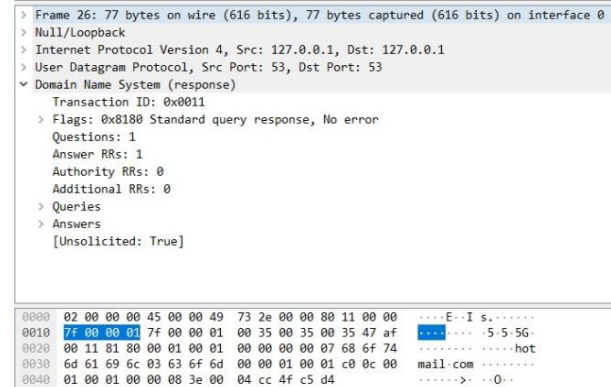 > Frame 26: 77 bytes on wire (616 bits), 77 bytes captured (616 bits) on interface 0
> Null/Loopback
> Internet Protocol Version 4, Src: 127.0.0.1, Dst: 127.0.0.1
> User Datagram Protocol, Src Port: 53, Dst Port: 53
Domain Name System (response)
Transaction ID: 0x0011
> Flags: 0x8180 Standard query response, No error
Questions: 1
Answer RRs: 1
Authority RRs: 0
Additional RRs: 0
> Queries
> Answers
[Unsolicited: True]
0000 02 00 00 00 45 00 00 49 73 2e 00 00 80 11 00 00 ····E··I s.······
0010 7f 00 00 01 7f 00 00 01 00 35 00 35 00 35 47 af ········ ·5·5·5G·
0020 00 11 81 80 00 01 00 01 00 00 00 00 07 68 6f 74 ········ ·····hot
0030 6d 61 69 6c 03 63 6f 6d 00 00 01 00 01 c0 0c 00 mail·com ········
0040 01 00 01 00 00 08 3e 00 04 cc 4f c5 d4 ······>· ··O··